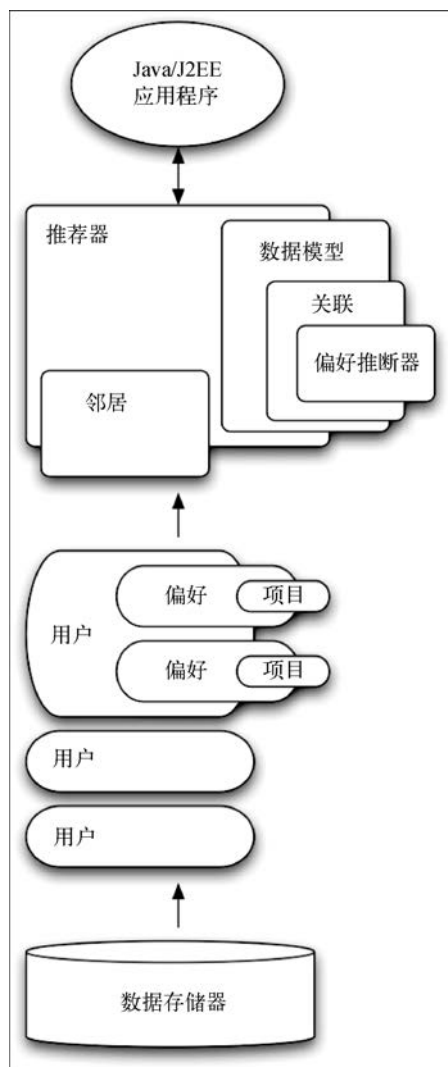 Java/J2EE
应用程序
推荐器
数据模型
关联
偏好推断器
邻居
用户
偏好
项目
偏好
项目
用户
用户
数据存储器